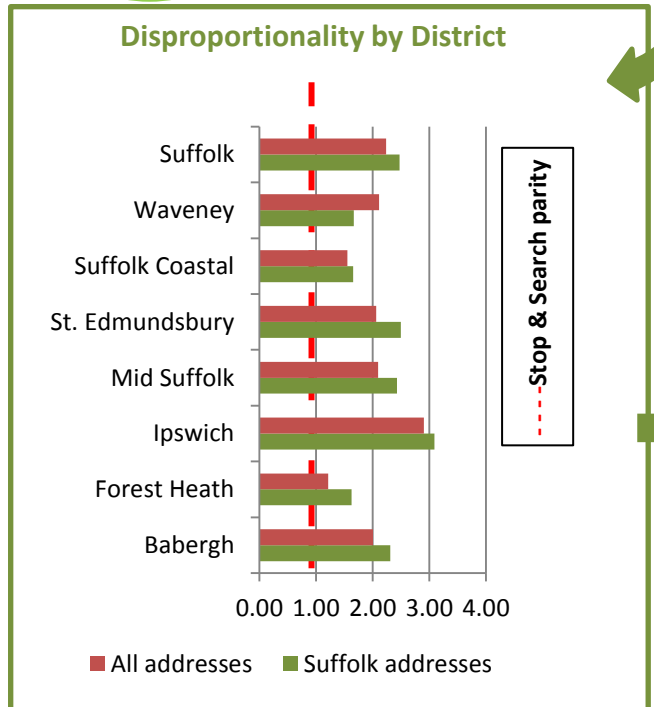 Disproportionality by District
Suffolk
Waveney
Suffolk Coastal
St. Edmundsbury
Mid Suffolk
Ipswich
Forest Heath
Babergh
0.00 1.00 2.00 3.00 4.00
All addresses Suffolk addresses
Stop & Search parity